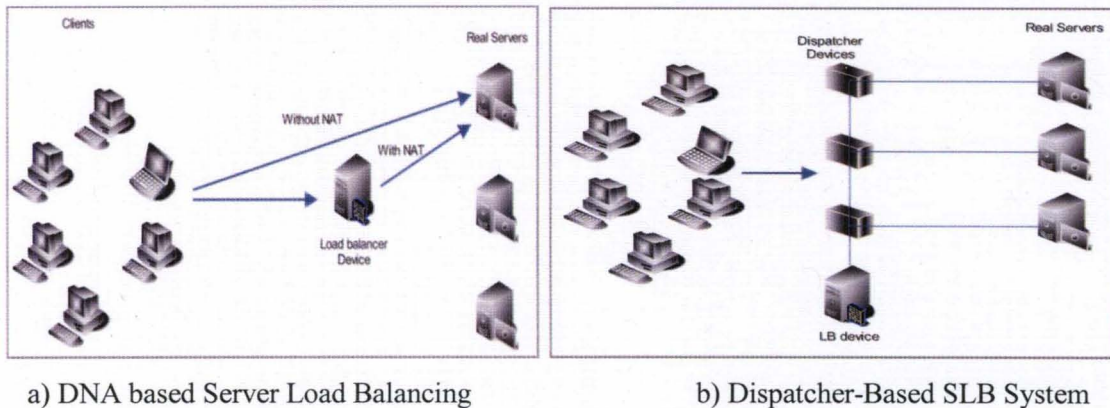 Clients
Real Servers
Without NAT
With NAT
Load balancer
Device
Real Servers
Dispatcher
Devices
LB device
a) DNA based Server Load Balancing
b) Dispatcher-Based SLB System